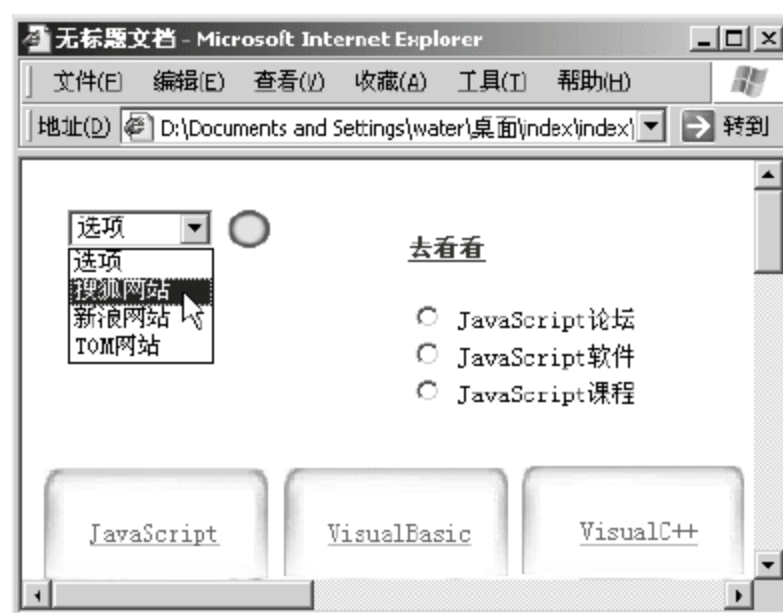 无标题文档 - Microsoft Internet Explorer
文件(F) 编辑(E) 查看(V) 收藏(A) 工具(T) 帮助(H)
地址(D) D:\Documents and Settings\water\桌面\index\index\ 转到
选项
去看看
选项
搜狐网站
新浪网站
TOM网站
JavaScript论坛
JavaScript软件
JavaScript课程
JavaScript VisualBasic VisualC++